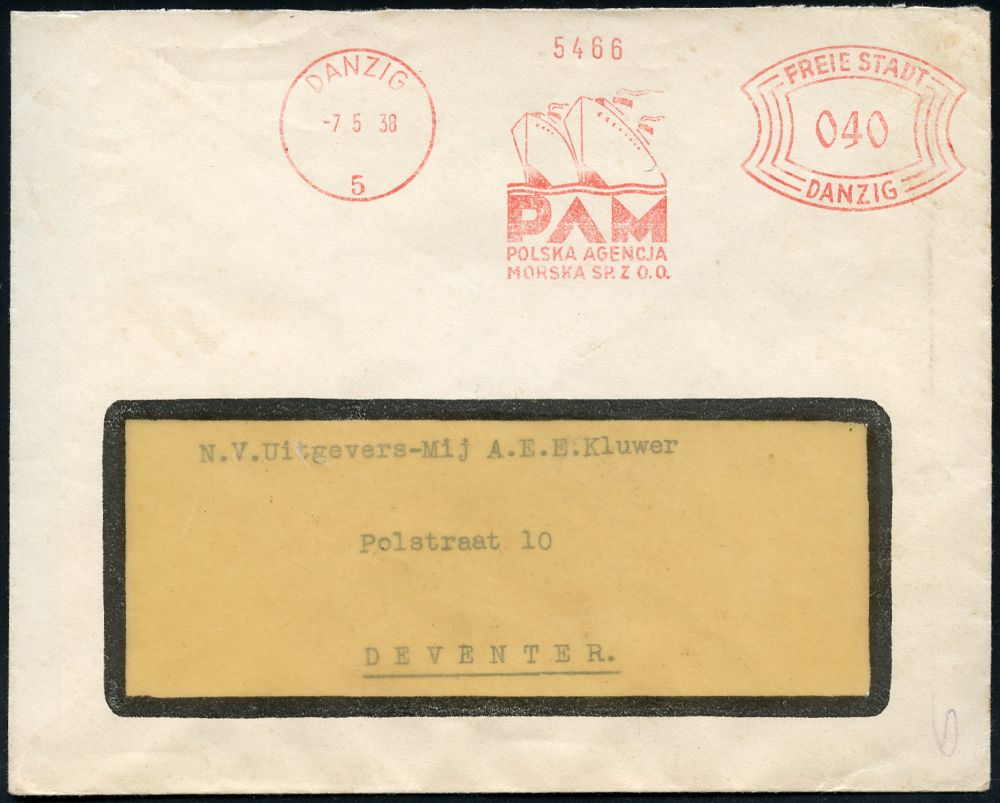 5466
DANZIG
-7 5 38
5
FREIE STADT
040
DANZIG
PAM
POLSKA AGENCJA
MORSKA SP. Z O.O.
N.V.Uitgevers-Mij A.E.E.Kluwer
Polstraat 10
DEVENTER.